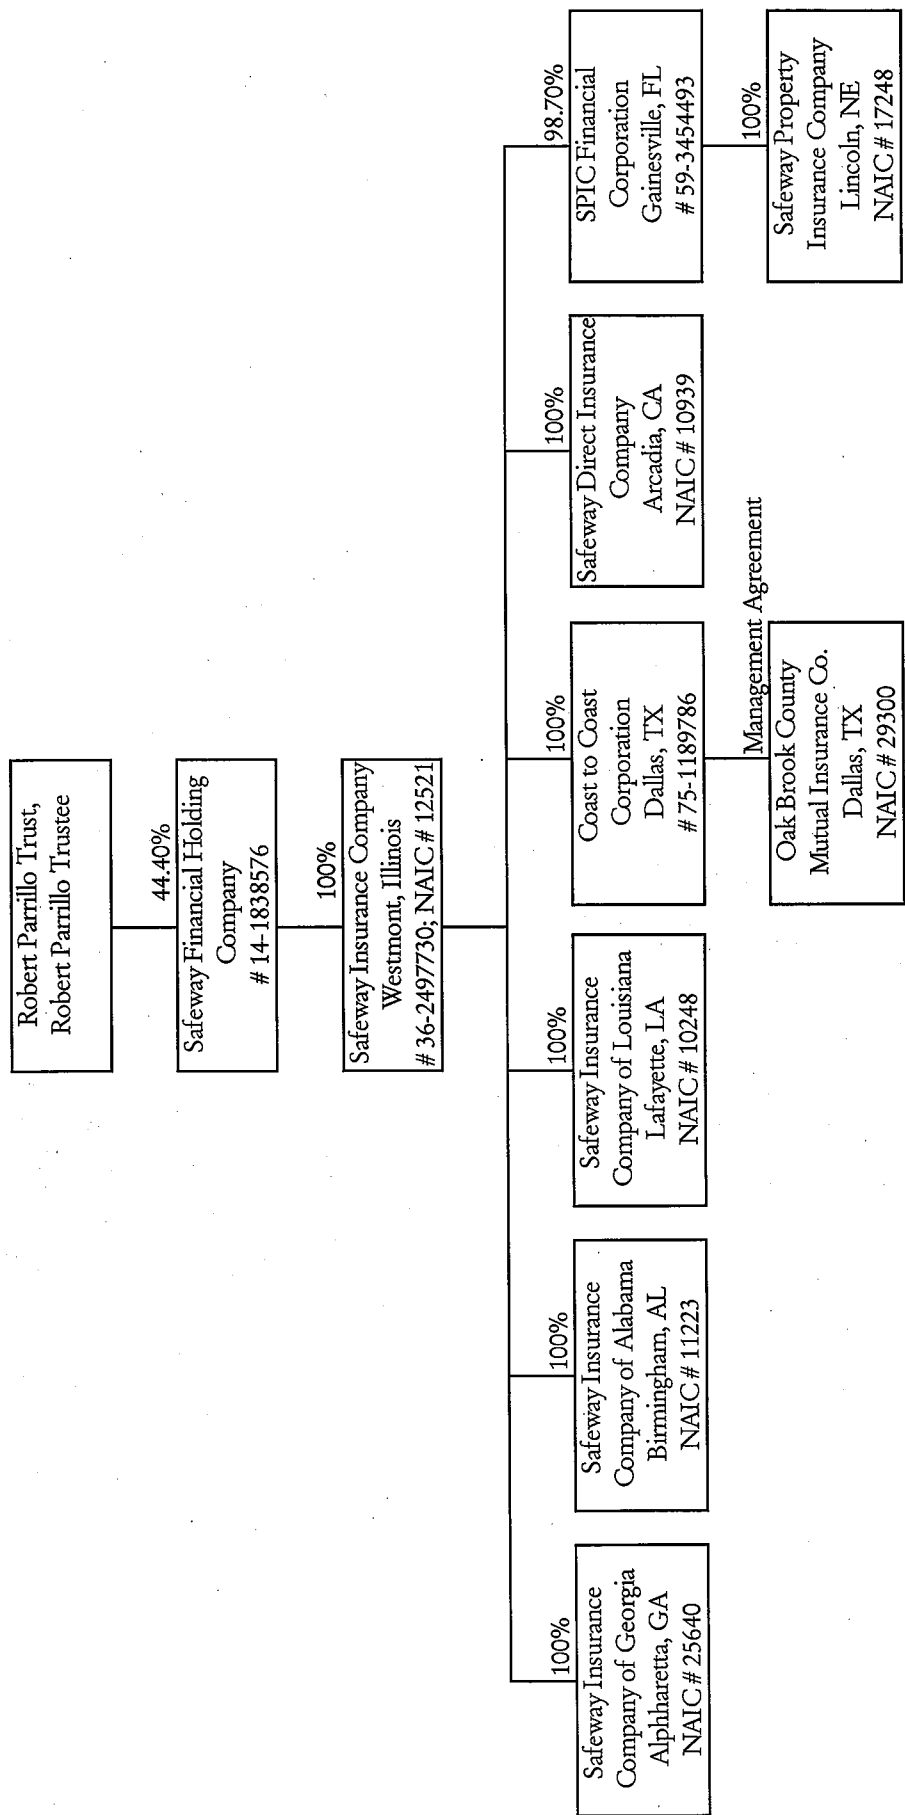 Robert Parrillo Trust,
Robert Parrillo Trustee
44.40%
Safeway Financial Holding
Company
# 14-1838576
100%
Safeway Insurance Company
Westmont, Illinois
# 36-2497730; NAIC # 12521
100%
Safeway Insurance
Company of Georgia
Alphharetta, GA
NAIC # 25640
100%
Safeway Insurance
Company of Alabama
Birmingham, AL
NAIC # 11223
100%
Safeway Insurance
Company of Louisiana
Lafayette, LA
NAIC # 10248
100%
Coast to Coast
Corporation
Dallas, TX
# 75-1189786
Management Agreement
Oak Brook County
Mutual Insurance Co.
Dallas, TX
NAIC # 29300
100%
Safeway Direct Insurance
Company
Arcadia, CA
NAIC # 10939
98.70%
SPIC Financial
Corporation
Gainesville, FL
# 59-3454493
100%
Safeway Property
Insurance Company
Lincoln, NE
NAIC # 17248